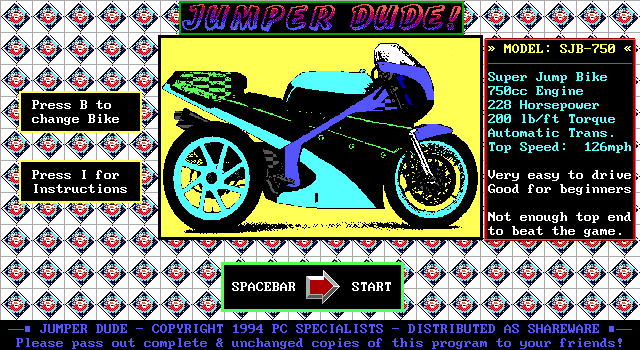 JUMPER DUDE!
» MODEL: SJB-750 «
Super Jump Bike
750cc Engine
228 Horsepower
200 lb/ft Torque
Automatic Trans.
Top Speed: 126mph
Very easy to drive
Good for beginners
Not enough top end
to beat the game.
Press B to
change Bike
Press I for
Instructions
SPACEBAR START
JUMPER DUDE - COPYRIGHT 1994 PC SPECIALISTS - DISTRIBUTED AS SHAREWARE
Please pass out complete & unchanged copies of this program to your friends!